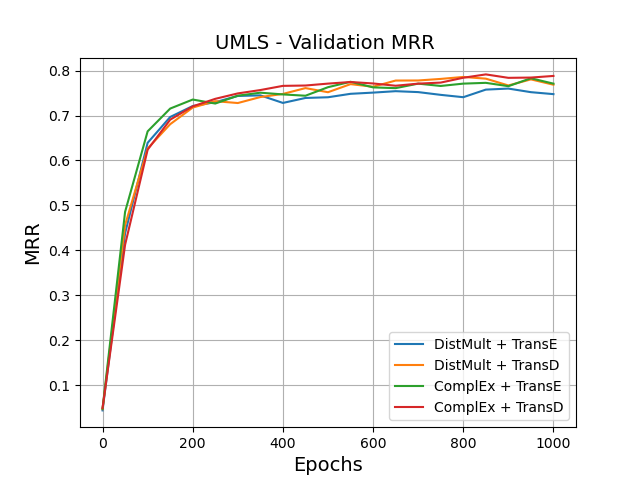 UMLS - Validation MRR
MRR
0.8
0.7
0.6
0.5
0.4
0.3
0.2
0.1
0
200
400
600
800
1000
Epochs
DistMult + TransE
DistMult + TransD
ComplEx + TransE
ComplEx + TransD